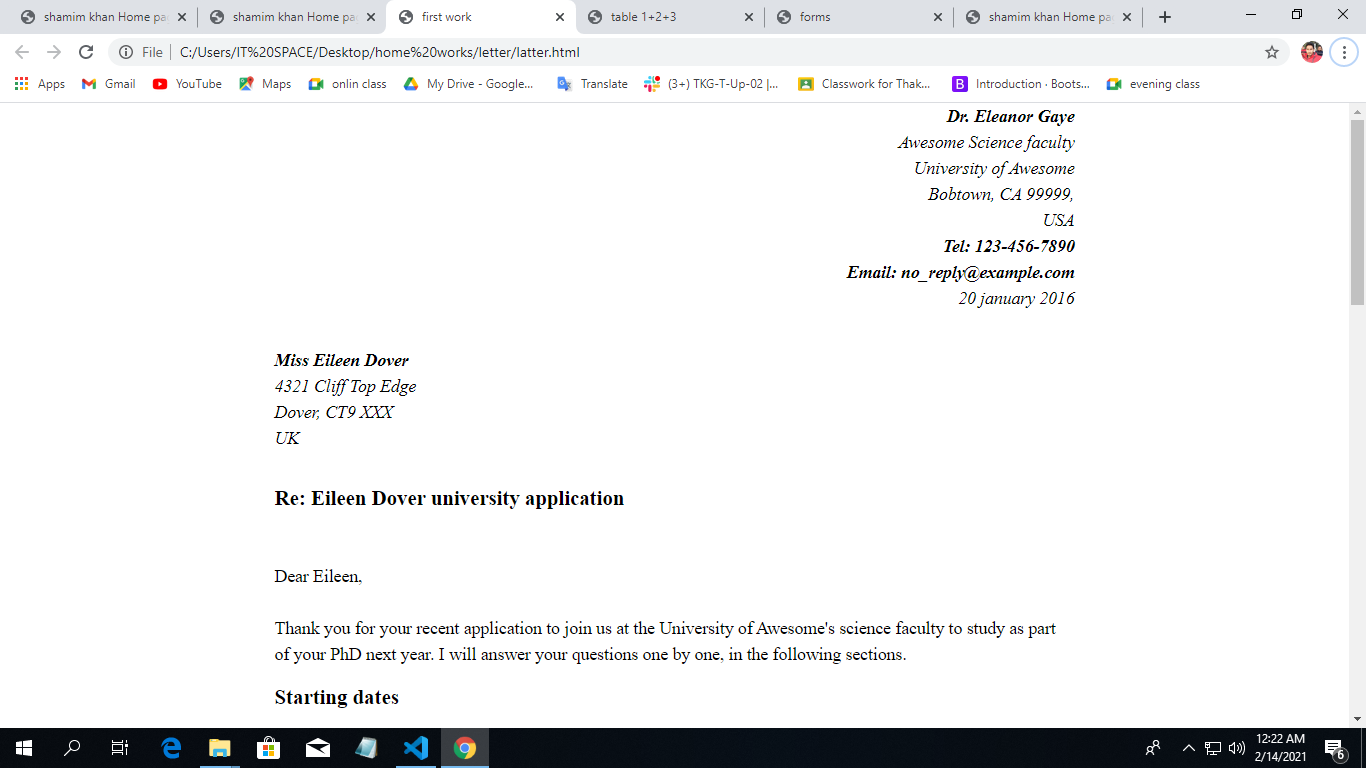 shamim khan Home pa
shamim khan Home pa
first work
table 1+2+3
forms
shamim khan Home pa
File
C:/Users/IT%20SPACE/Desktop/home%20works/letter/latter.html
Apps
Gmail
YouTube
Maps
onlin class
My Drive - Google...
Translate
(3+) TKG-T-Up-02 |...
Classwork for Thak...
B
Introduction · Boots...
evening class
Dr. Eleanor Gaye
Awesome Science faculty
University of Awesome
Bobtown, CA 99999,
USA
Tel: 123-456-7890
Email: no_reply@example.com
20 january 2016
Miss Eileen Dover
4321 Cliff Top Edge
Dover, CT9 XXX
UK
Re: Eileen Dover university application
Dear Eileen,
Thank you for your recent application to join us at the University of Awesome's science faculty to study as part
of your PhD next year. I will answer your questions one by one, in the following sections.
Starting dates
12:22 AM
2/14/2021
6